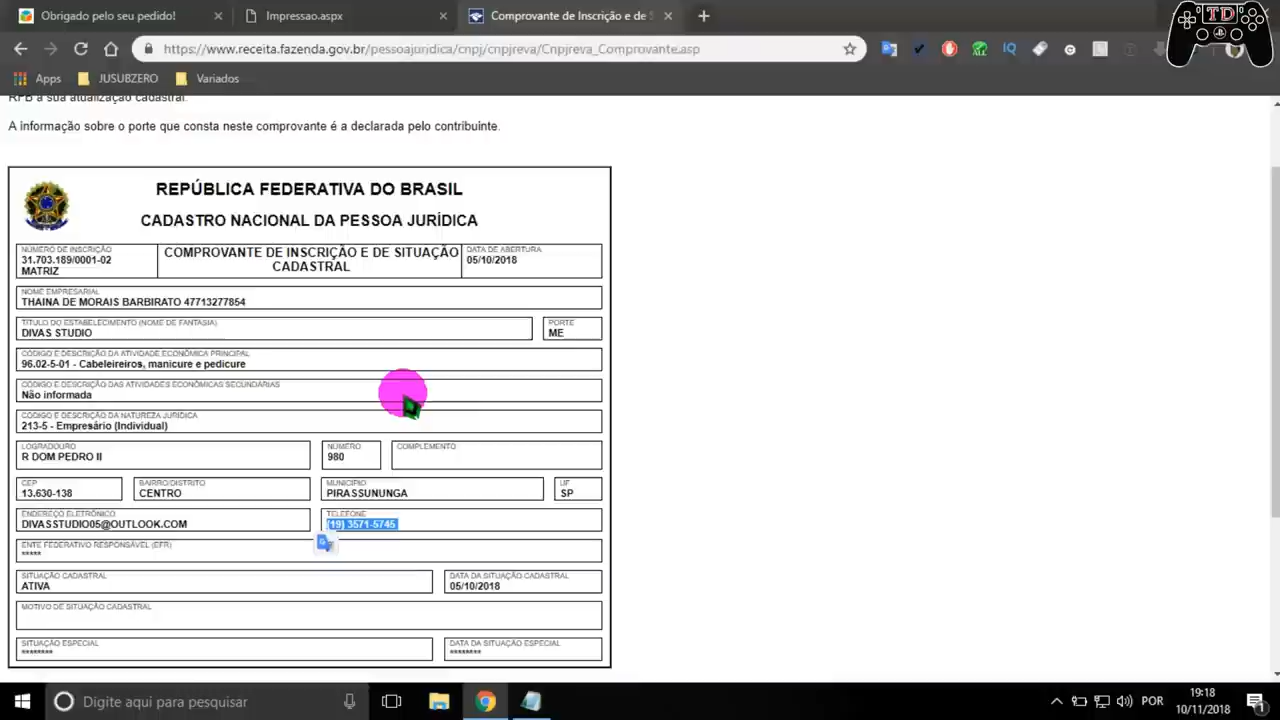 Obrigado pelo seu pedido!
Impressao.aspx
Comprovante de Inscrição e de S
TD
https://www.receita.fazenda.gov.br/pessoajuridica/cnpj/cnpjreva/Cnpjreva_Comprovante.asp
Apps JUSUBZERO Variados
RFB a sua atualização cadastral.
A informação sobre o porte que consta neste comprovante é a declarada pelo contribuinte.
REPÚBLICA FEDERATIVA DO BRASIL
CADASTRO NACIONAL DA PESSOA JURÍDICA
NÚMERO DE INSCRIÇÃO
31.703.189/0001-02
MATRIZ
COMPROVANTE DE INSCRIÇÃO E DE SITUAÇÃO
CADASTRAL
DATA DE ABERTURA
05/10/2018
NOME EMPRESARIAL
THAINA DE MORAIS BARBIRATO 47713277854
TÍTULO DO ESTABELECIMENTO (NOME DE FANTASIA)
DIVAS STUDIO
PORTE
ME
CÓDIGO E DESCRIÇÃO DA ATIVIDADE ECONÔMICA PRINCIPAL
96.02-5-01 - Cabeleireiros, manicure e pedicure
CÓDIGO E DESCRIÇÃO DAS ATIVIDADES ECONÔMICAS SECUNDÁRIAS
Não informada
CÓDIGO E DESCRIÇÃO DA NATUREZA JURÍDICA
213-5 - Empresário (Individual)
LOGRADOURO
R DOM PEDRO II
NÚMERO
980
COMPLEMENTO
CEP
13.630-138
BAIRRO/DISTRITO
CENTRO
MUNICÍPIO
PIRASSUNUNGA
UF
SP
ENDEREÇO ELETRÔNICO
DIVASSTUDIO05@OUTLOOK.COM
TELEFONE
(19) 3571-5745
ENTE FEDERATIVO RESPONSÁVEL (EFR)
*****
SITUAÇÃO CADASTRAL
ATIVA
DATA DA SITUAÇÃO CADASTRAL
05/10/2018
MOTIVO DE SITUAÇÃO CADASTRAL
SITUAÇÃO ESPECIAL
********
DATA DA SITUAÇÃO ESPECIAL
********
Digite aqui para pesquisar
POR
19:18
10/11/2018